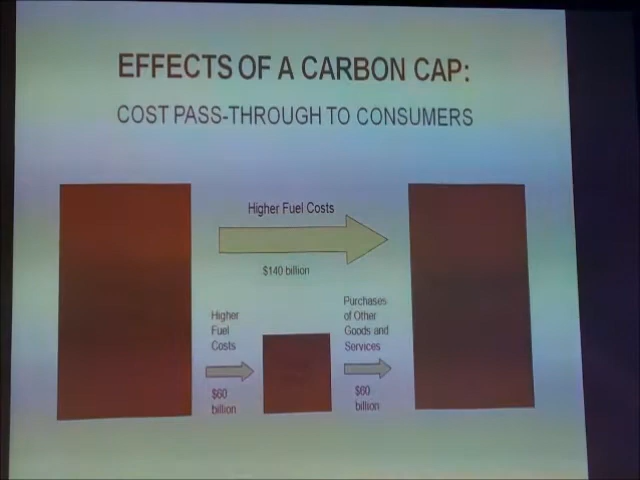 EFFECTS OF A CARBON CAP:
COST PASS-THROUGH TO CONSUMERS
Higher Fuel Costs
$140 billion
Higher
Fuel
Costs
$60
billion
Purchases
of Other
Goods and
Services
$60
billion